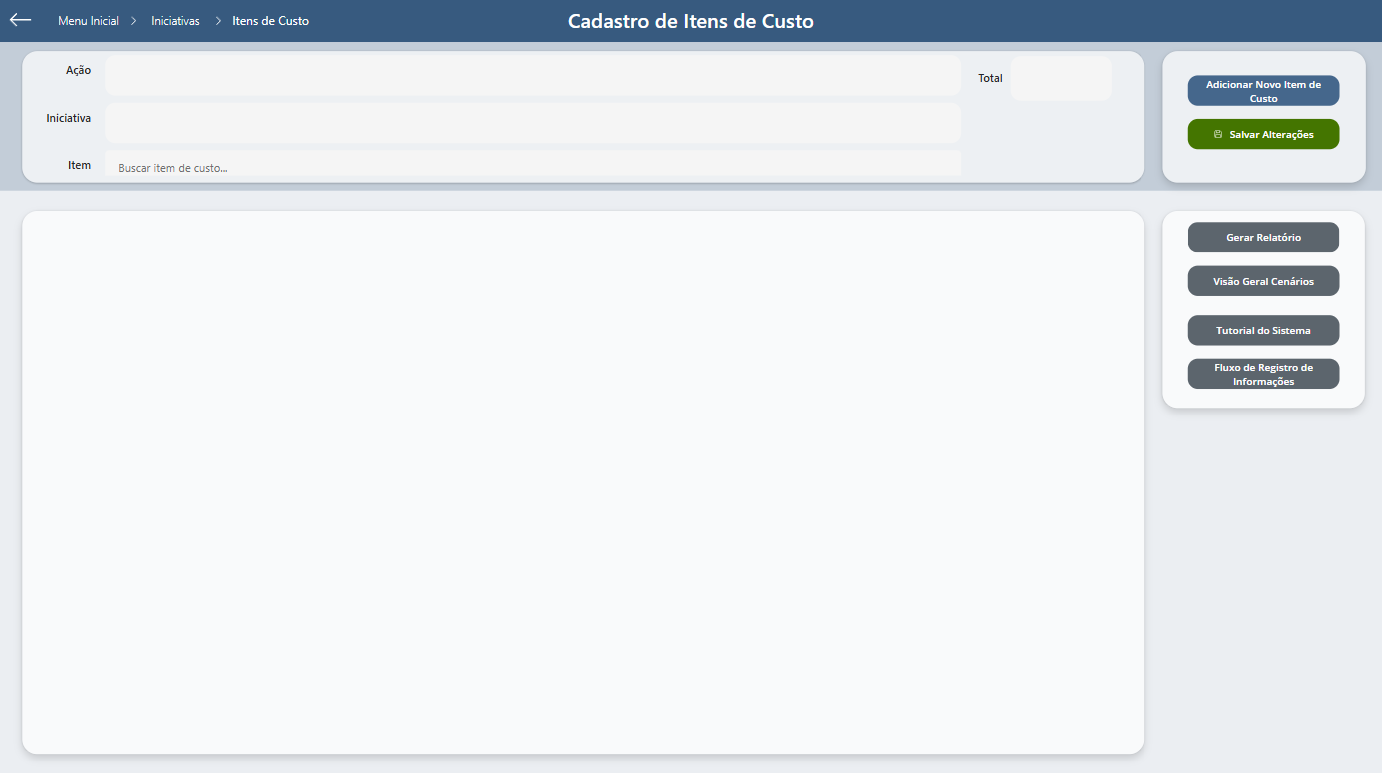 Menu Inicial > Iniciativas > Itens de Custo
Cadastro de Itens de Custo
Ação
Total
Iniciativa
Item
Buscar item de custo...
Adicionar Novo Item de
Custo
Salvar Alterações
Gerar Relatório
Visão Geral Cenários
Tutorial do Sistema
Fluxo de Registro de
Informações